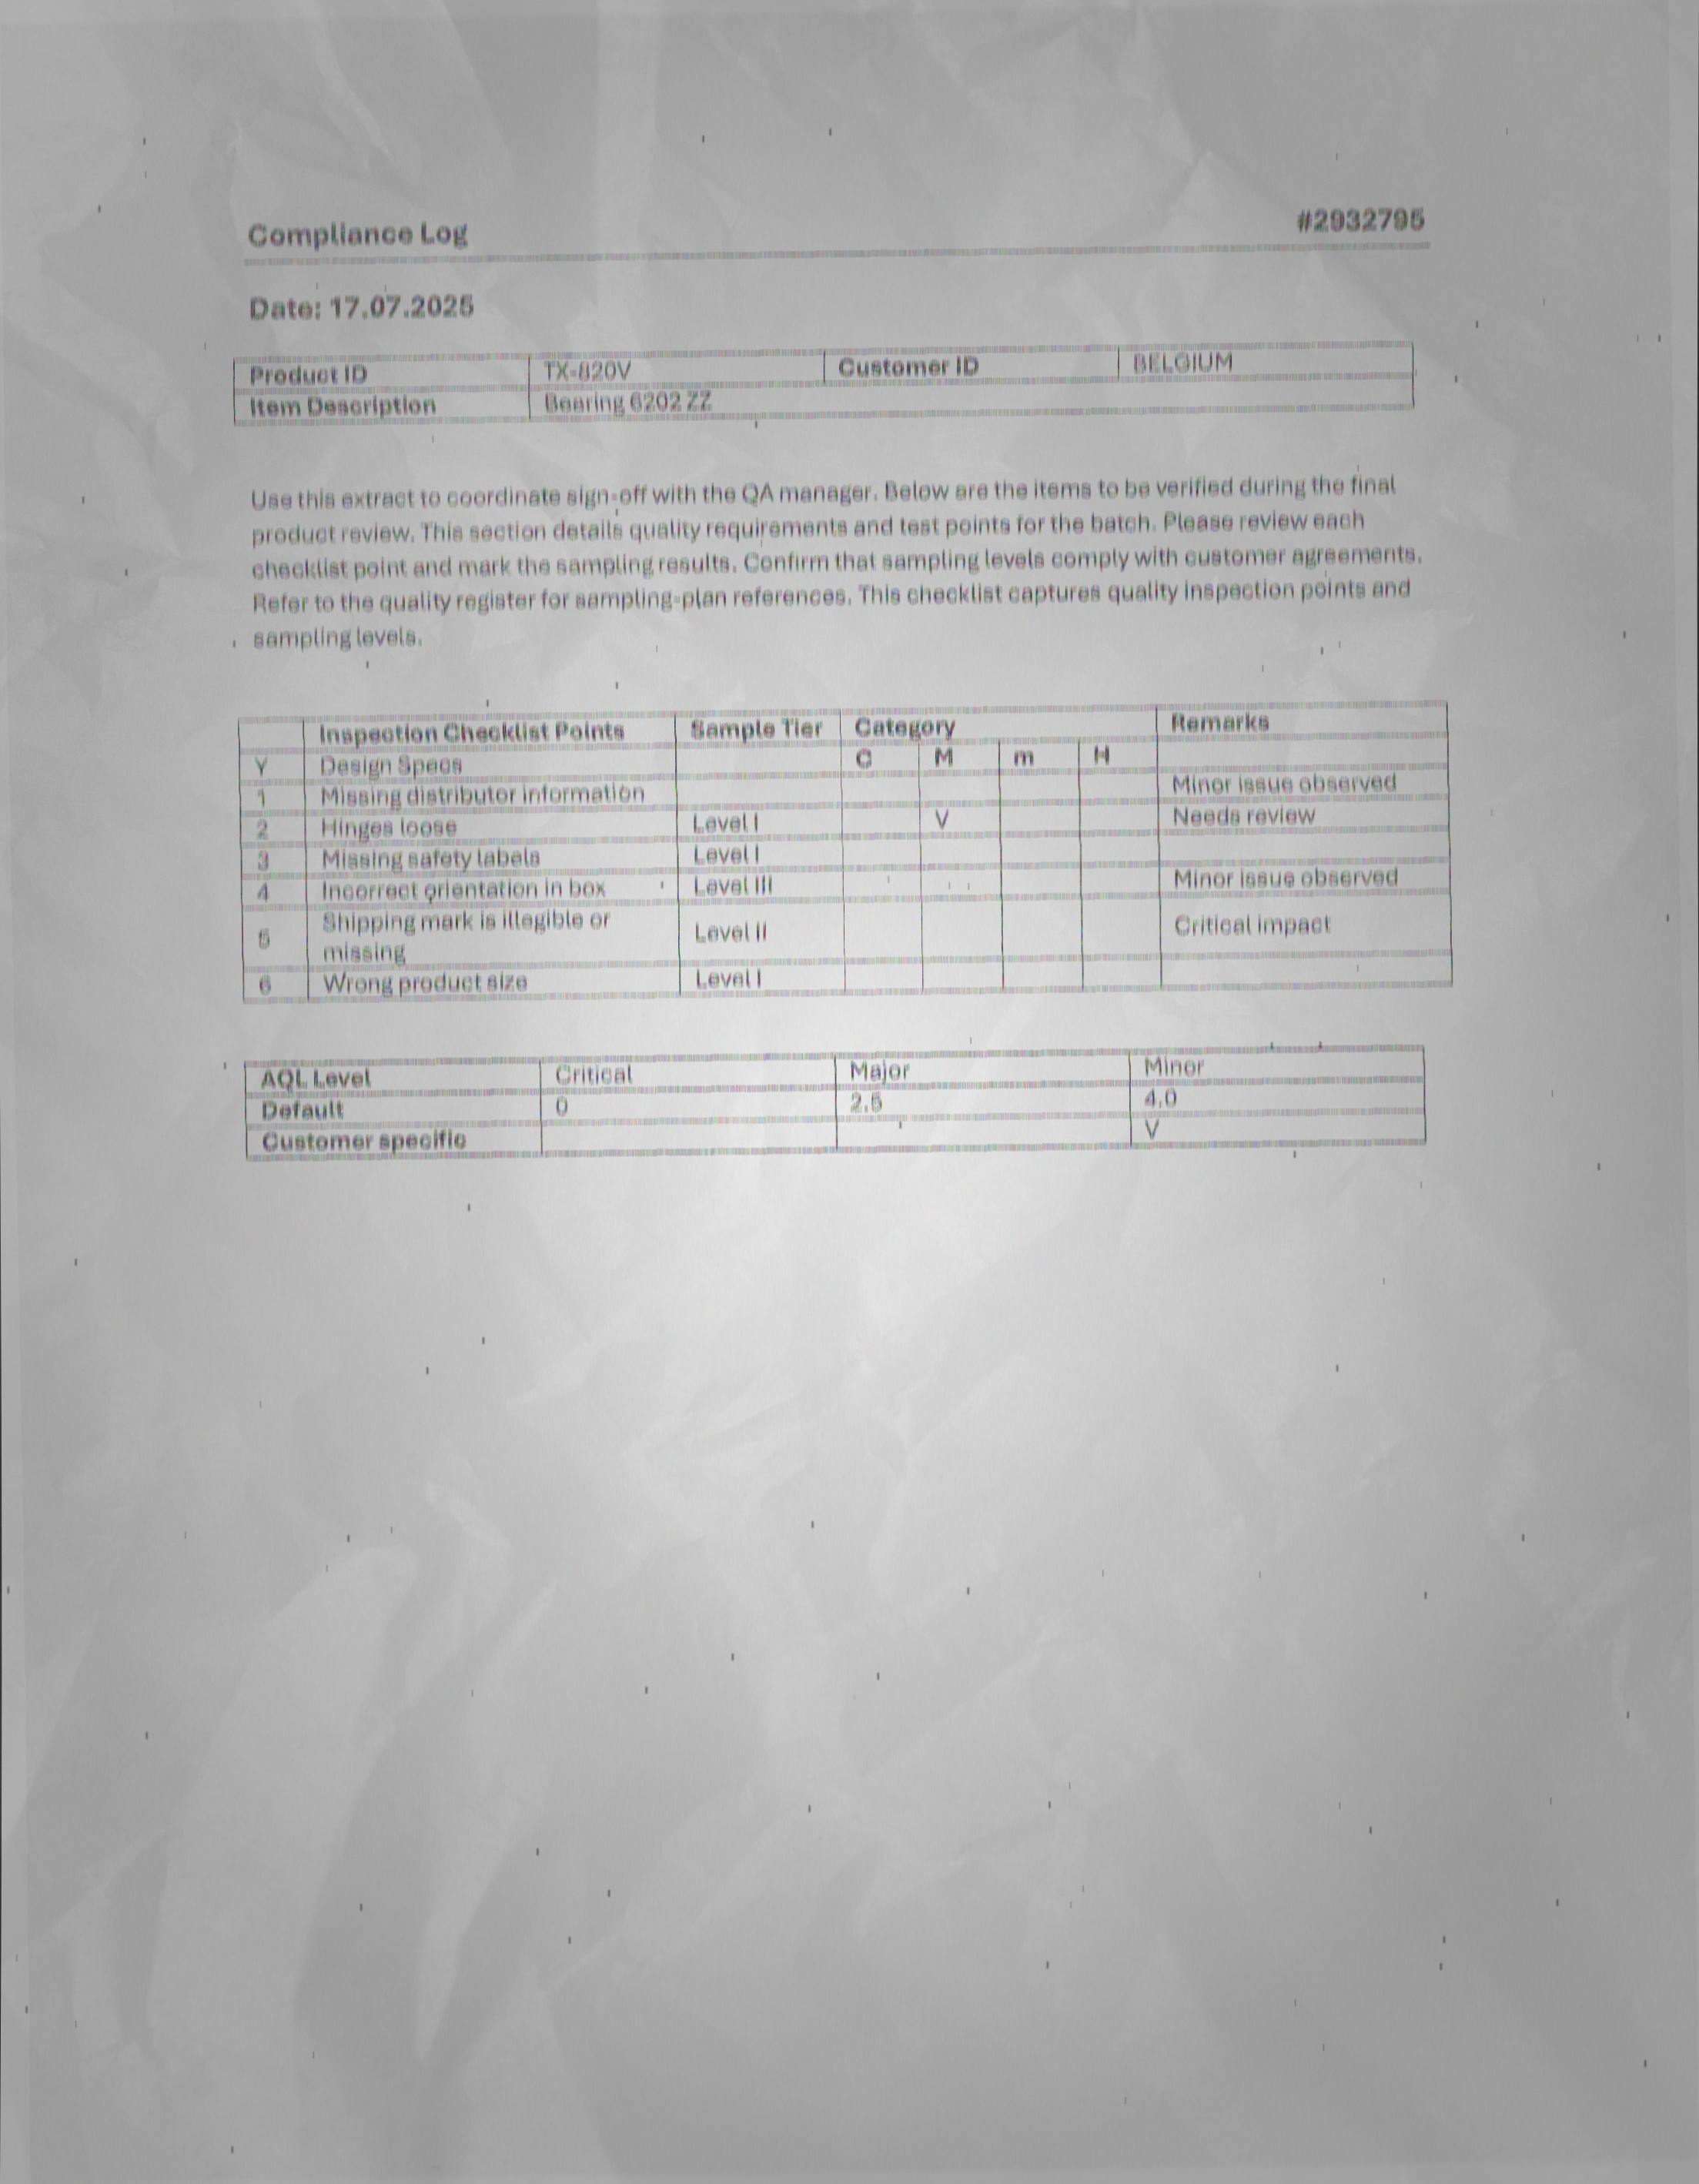 Compliance Log #2932795
Date: 17.07.2025
Product ID TX-820V Customer ID BELGIUM
Item Description Bearing 6202 ZZ
Use this extract to coordinate sign-off with the QA manager. Below are the items to be verified during the final
product review. This section details quality requirements and test points for the batch. Please review each
checklist point and mark the sampling results. Confirm that sampling levels comply with customer agreements.
Refer to the quality register for sampling-plan references. This checklist captures quality inspection points and
sampling levels.
Inspection Checklist Points Sample Tier Category Remarks
Y Design Specs C M m H
1 Missing distributor information Minor issue observed
2 Hinges loose Level I V Needs review
3 Missing safety labels Level I
4 Incorrect orientation in box Level III Minor issue observed
5 Shipping mark is illegible or
missing Level II Critical impact
6 Wrong product size Level I
AQL Level Critical Major Minor
Default 0 2.5 4.0
Customer specific V